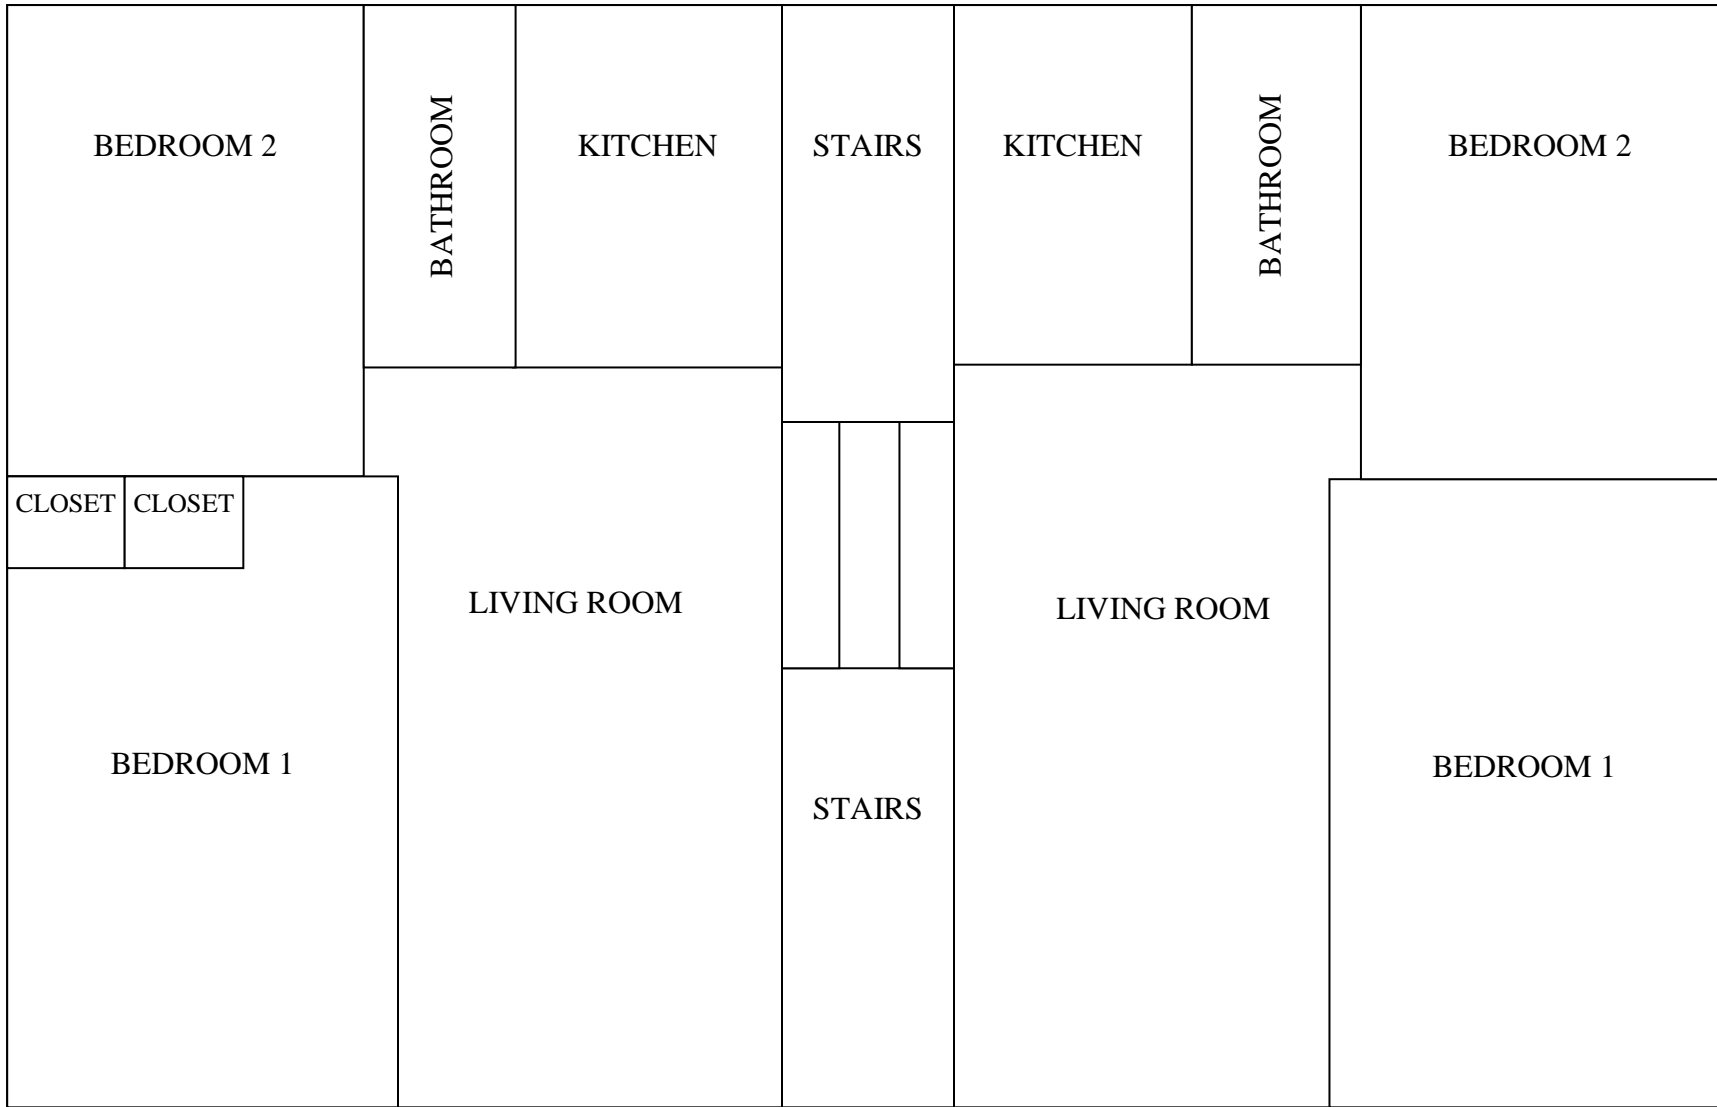 BEDROOM 2
BATHROOM
KITCHEN
STAIRS
KITCHEN
BATHROOM
BEDROOM 2
CLOSET
CLOSET
LIVING ROOM
LIVING ROOM
BEDROOM 1
STAIRS
BEDROOM 1